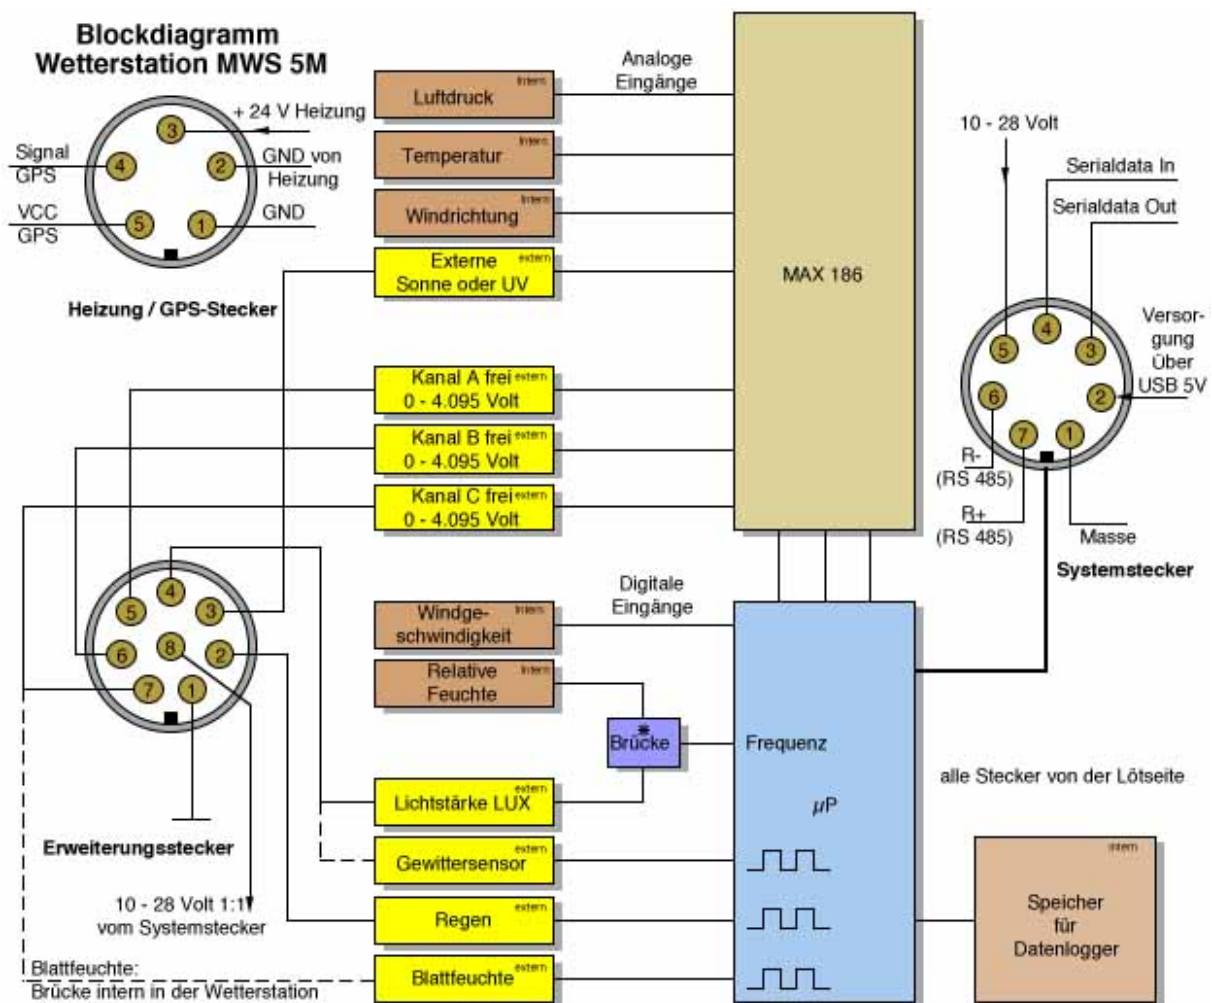 Blockdiagramm
Wetterstation MWS 5M
3
+ 24 V Heizung
Signal
GPS
4
2
GND von
Heizung
VCC
GPS
5
1
GND
Heizung / GPS-Stecker
Intern
Luftdruck
Intern
Temperatur
Intern
Windrichtung
extern
Externe
Sonne oder UV
Kanal A frei extern
0 - 4.095 Volt
Kanal B frei extern
0 - 4.095 Volt
Kanal C frei extern
0 - 4.095 Volt
Analoge
Eingänge
MAX 186
10 - 28 Volt
Serialdata In
Serialdata Out
4
5
3
6
2
7
1
Versor-
gung
Über
USB 5V
R-
(RS 485)
R+
(RS 485)
Masse
Systemstecker
4
5
3
8
6
2
7
1
Erweiterungsstecker
10 - 28 Volt 1:1
vom Systemstecker
Blattfeuchte:
Brücke intern in der Wetterstation
Digitale
Eingänge
Intern
Windge-
schwindigkeit
Intern
Relative
Feuchte
*
Brücke
extern
Lichtstärke LUX
extern
Gewittersensor
extern
Regen
extern
Blattfeuchte
Frequenz
µP
alle Stecker von der Lötseite
Intern
Speicher
für
Datenlogger